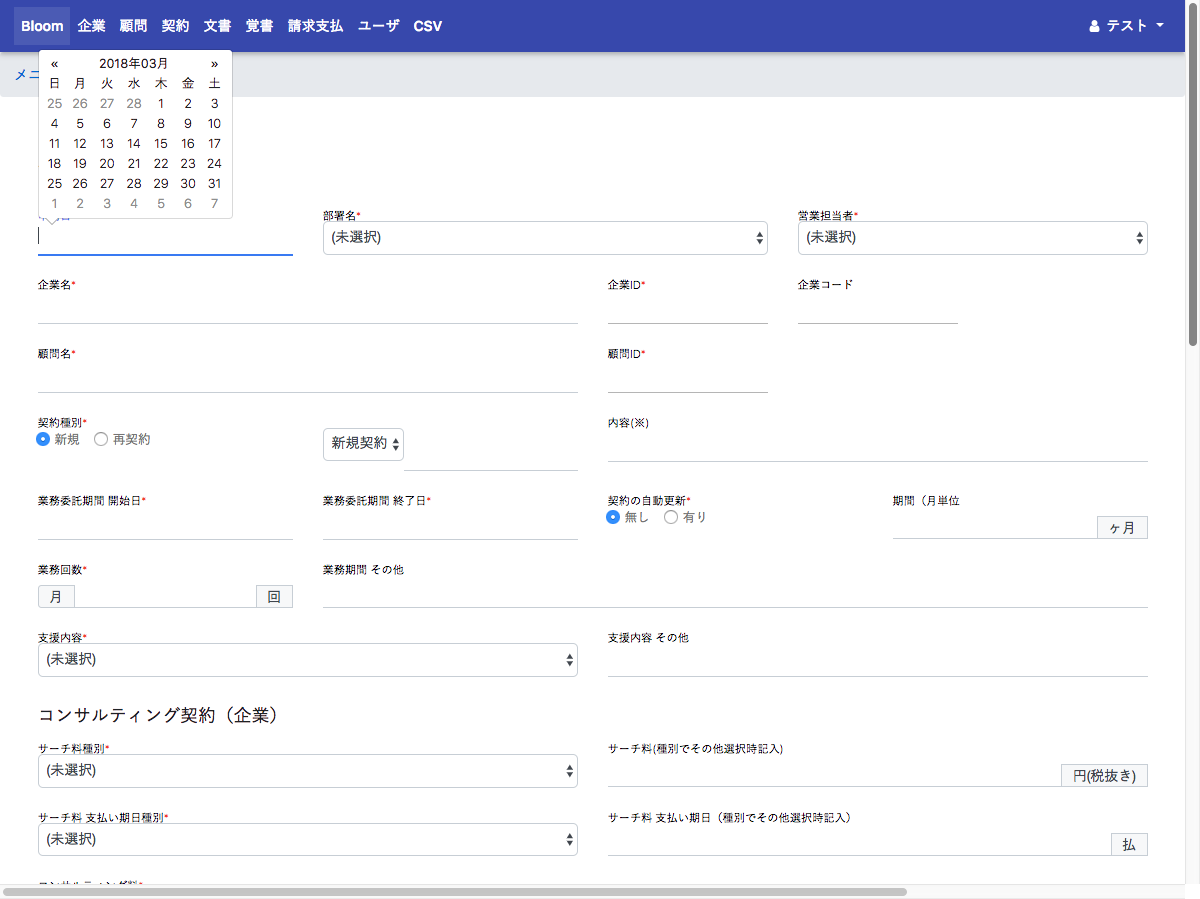 Bloom 企業 顧問 契約 文書 覚書 請求支払 ユーザ CSV テスト
« 2018年03月 »
日 月 火 水 木 金 土
25 26 27 28 1 2 3
4 5 6 7 8 9 10
11 12 13 14 15 16 17
18 19 20 21 22 23 24
25 26 27 28 29 30 31
1 2 3 4 5 6 7
部署名* 営業担当者*
(未選択) (未選択)
企業名* 企業ID* 企業コード
顧問名* 顧問ID*
契約種別* 内容(※)
新規 再契約 新規契約
業務委託期間 開始日* 業務委託期間 終了日* 契約の自動更新* 期間（月単位
無し 有り ヶ月
業務回数* 業務期間 その他
月 回
支援内容* 支援内容 その他
(未選択)
コンサルティング契約（企業）
サーチ料種別* サーチ料(種別でその他選択時記入)
(未選択) 円(税抜き)
サーチ料 支払い期日種別* サーチ料 支払い期日（種別でその他選択時記入）
(未選択) 払